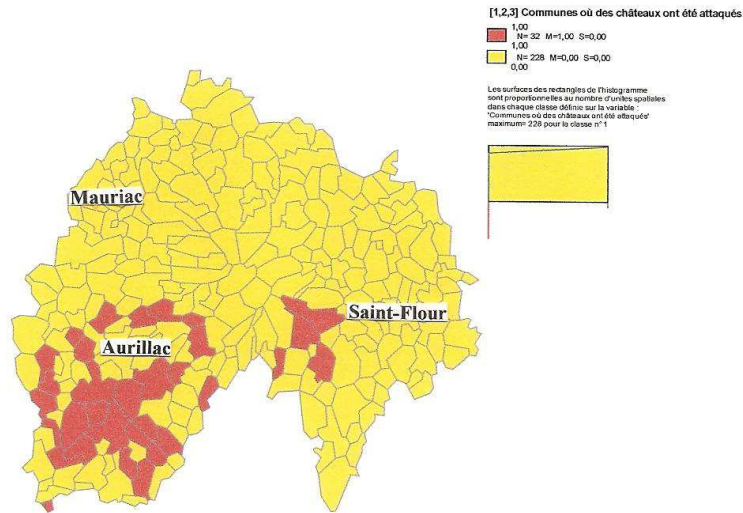 [1,2,3] Communes où des châteaux ont été attaqués
1,00
N= 32 M=1,00 S=0,00
1,00
N= 228 M=0,00 S=0,00
0,00
Les surfaces des rectangles de l'histogramme
sont proportionnelles au nombre d'unites spatiales
dans chaque classe définie sur la variable :
'Communes où des châteaux ont été attaqués'
maximum= 228 pour la classe n° 1
Mauriac
Saint-Flour
Aurillac